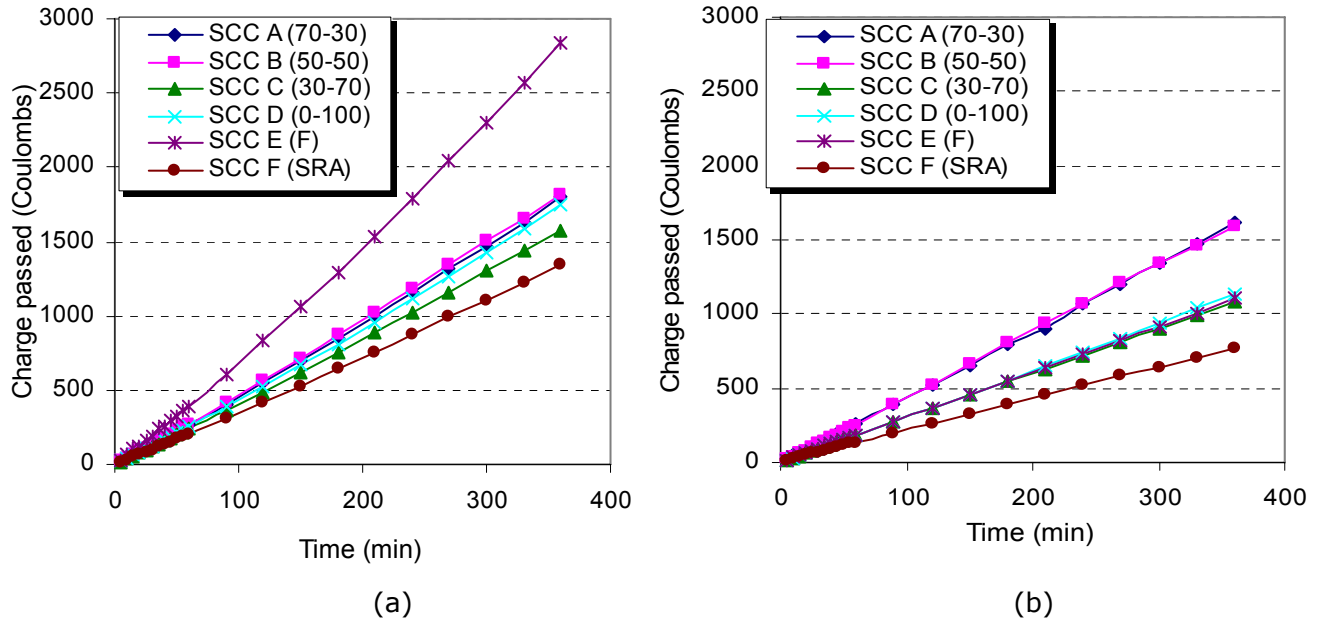 3000
2500
2000
1500
1000
500
0
Charge passed (Coulombs)
SCC A (70-30)
SCC B (50-50)
SCC C (30-70)
SCC D (0-100)
SCC E (F)
SCC F (SRA)
0 100 200 300 400
Time (min)
(a)
3000
2500
2000
1500
1000
500
0
Charge passed (Coulombs)
SCC A (70-30)
SCC B (50-50)
SCC C (30-70)
SCC D (0-100)
SCC E (F)
SCC F (SRA)
0 100 200 300 400
Time (min)
(b)